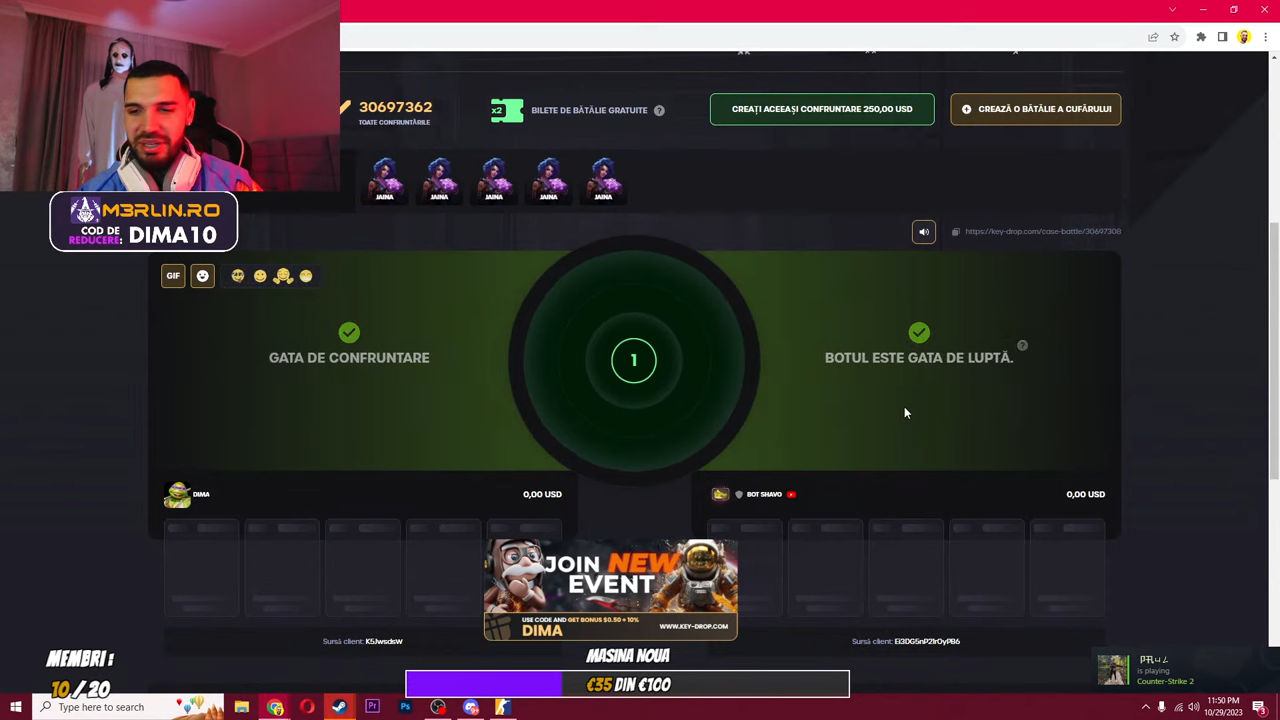 30697362
TOATE CONFRUNTĂRILE
x2
BILETE DE BĂTĂLIE GRATUITE ?
CREAȚI ACEEAȘI CONFRUNTARE 250,00 USD
CREAZĂ O BĂTĂLIE A CUFĂRULUI
JAINA
JAINA
JAINA
JAINA
JAINA
M3RLIN.RO
COD DE
REDUCERE: DIMA10
https://key-drop.com/case-battle/30697308
GIF
GATA DE CONFRUNTARE
1
BOTUL ESTE GATA DE LUPTĂ.
?
DIMA
0,00 USD
BOT SHAVO
0,00 USD
JOIN NEW
EVENT
USE CODE AND GET BONUS $0.50 + 10%
DIMA
WWW.KEY-DROP.COM
Sursă client: K5JwsdsW
MASINA NOUA
€35 DIN €100
MEMBRI :
10/20
is playing
Counter-Strike 2
Type here to search
11:50 PM
10/29/2023